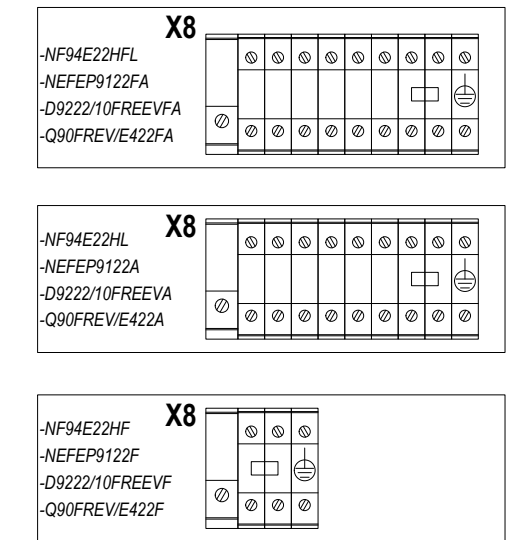 X8
-NF94E22HFL
-NEFEP9122FA
-D9222/10FREEVFA
-Q90FREV/E422FA
X8
-NF94E22HL
-NEFEP9122A
-D9222/10FREEVA
-Q90FREV/E422A
X8
-NF94E22HF
-NEFEP9122F
-D9222/10FREEVF
-Q90FREV/E422F